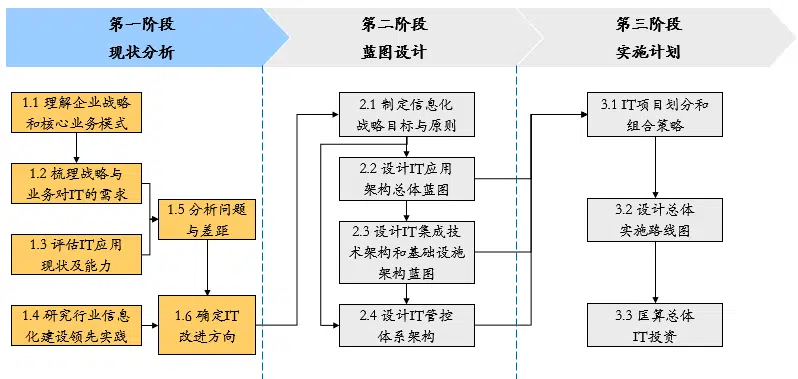 第一阶段
现状分析
第二阶段
蓝图设计
第三阶段
实施计划
1.1 理解企业战略
和核心业务模式
1.2 梳理战略与
业务对IT的需求
1.3 评估IT应用
现状及能力
1.4 研究行业信息
化建设领先实践
1.5 分析问题
与差距
1.6 确定IT
改进方向
2.1 制定信息化
战略目标与原则
2.2 设计IT应用
架构总体蓝图
2.3 设计IT集成技
术架构和基础设施
架构蓝图
2.4 设计IT管控
体系架构
3.1 IT项目划分和
组合策略
3.2 设计总体
实施路线图
3.3 匡算总体
IT投资